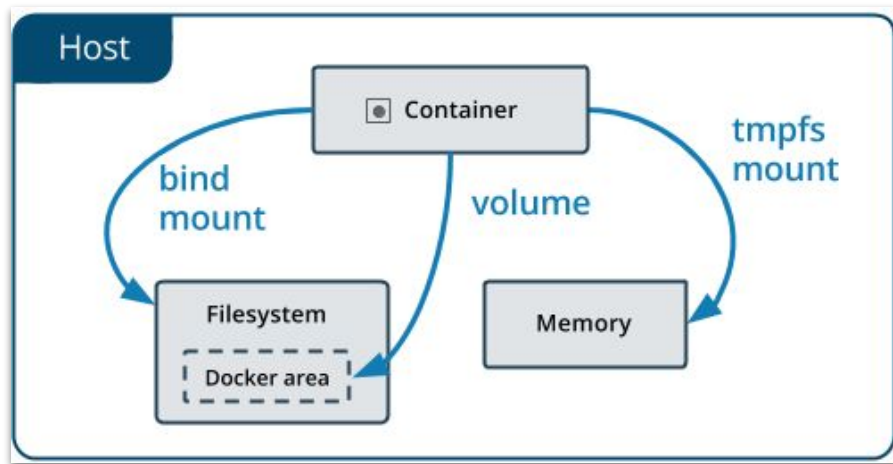 Host
Container
bind
mount
volume
tmpfs
mount
Filesystem
Docker area
Memory